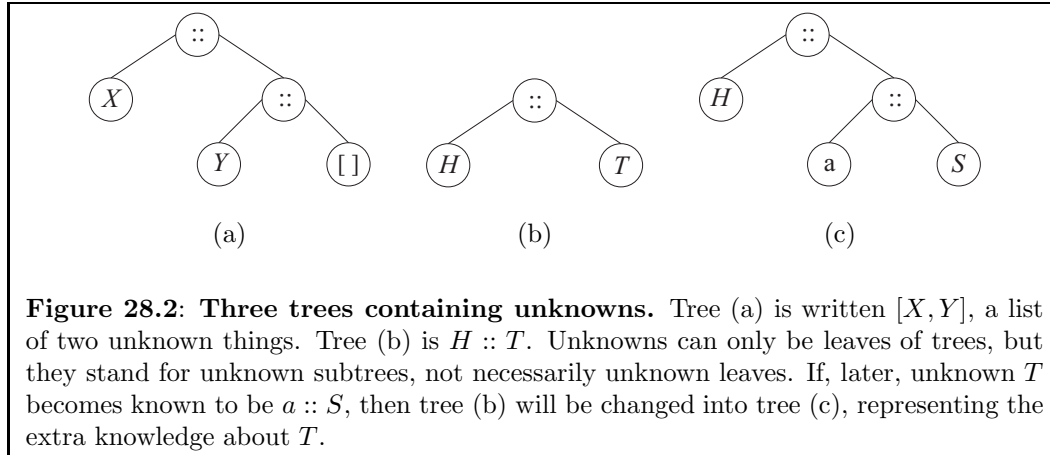 ::
::
X
::
::
H
::
Y
[ ]
H
T
a
S
(a)
(b)
(c)
Figure 28.2: Three trees containing unknowns. Tree (a) is written [X, Y], a list
of two unknown things. Tree (b) is H :: T. Unknowns can only be leaves of trees, but
they stand for unknown subtrees, not necessarily unknown leaves. If, later, unknown T
becomes known to be a :: S, then tree (b) will be changed into tree (c), representing the
extra knowledge about T.